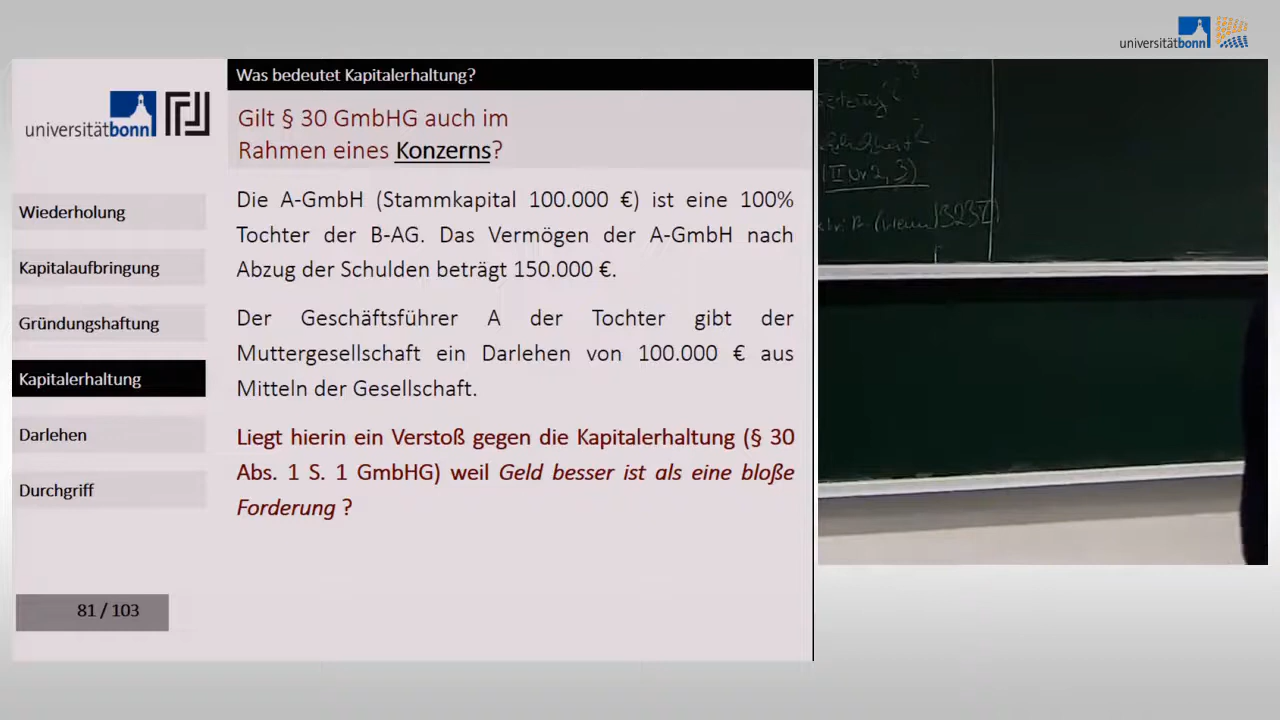 universitätbonn
Was bedeutet Kapitalerhaltung?
universitätbonn
Gilt § 30 GmbHG auch im
Rahmen eines Konzerns?
Wiederholung
Kapitalaufbringung
Gründungshaftung
Kapitalerhaltung
Darlehen
Durchgriff
81 / 103
Die A-GmbH (Stammkapital 100.000 €) ist eine 100%
Tochter der B-AG. Das Vermögen der A-GmbH nach
Abzug der Schulden beträgt 150.000 €.
Der Geschäftsführer A der Tochter gibt der
Muttergesellschaft ein Darlehen von 100.000 € aus
Mitteln der Gesellschaft.
Liegt hierin ein Verstoß gegen die Kapitalerhaltung (§ 30
Abs. 1 S. 1 GmbHG) weil Geld besser ist als eine bloße
Forderung ?